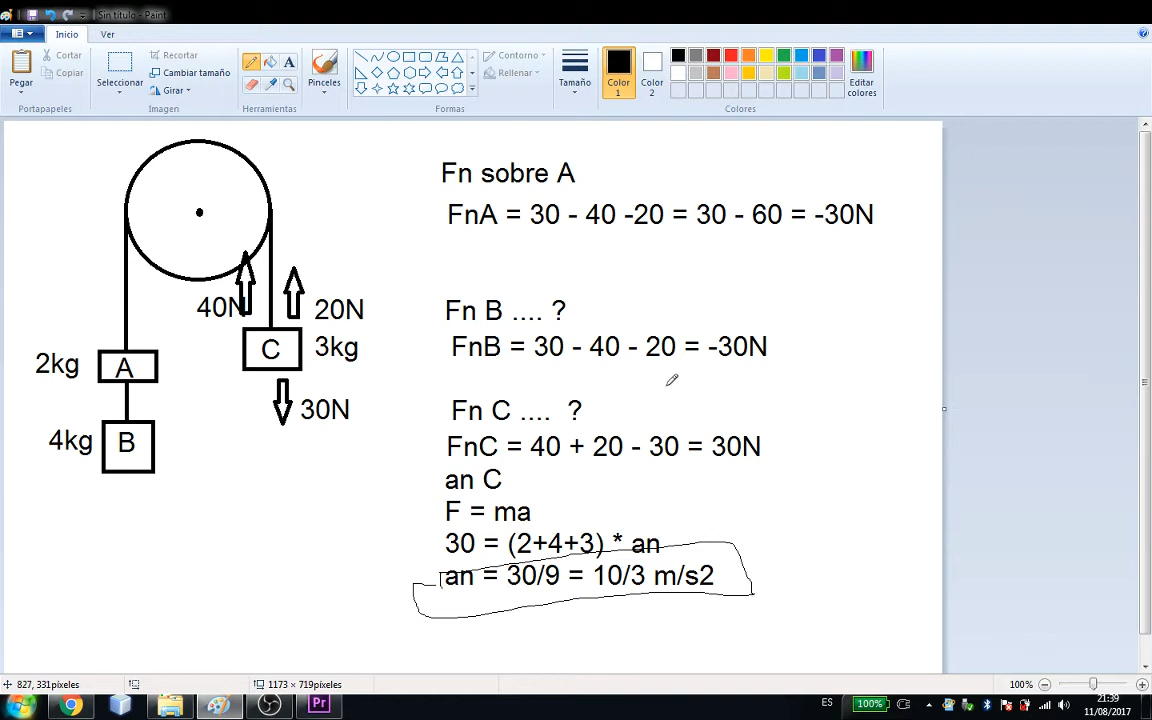 Sin título - Paint
Inicio
Ver
Pegar
Cortar
Copiar
Portapapeles
Seleccionar
Recortar
Cambiar tamaño
Girar
Imagen
Herramientas
Pinceles
Contorno
Rellenar
Formas
Tamaño
Color 1
Color 2
Editar colores
Colores
40N
20N
2kg
A
C
3kg
30N
4kg
B
Fn sobre A
FnA = 30 - 40 -20 = 30 - 60 = -30N
Fn B .... ?
FnB = 30 - 40 - 20 = -30N
Fn C .... ?
FnC = 40 + 20 - 30 = 30N
an C
F = ma
30 = (2+4+3) * an
an = 30/9 = 10/3 m/s2
827, 331píxeles
1173 × 719píxeles
100%
Pr
ES
100%
21:39
11/08/2017